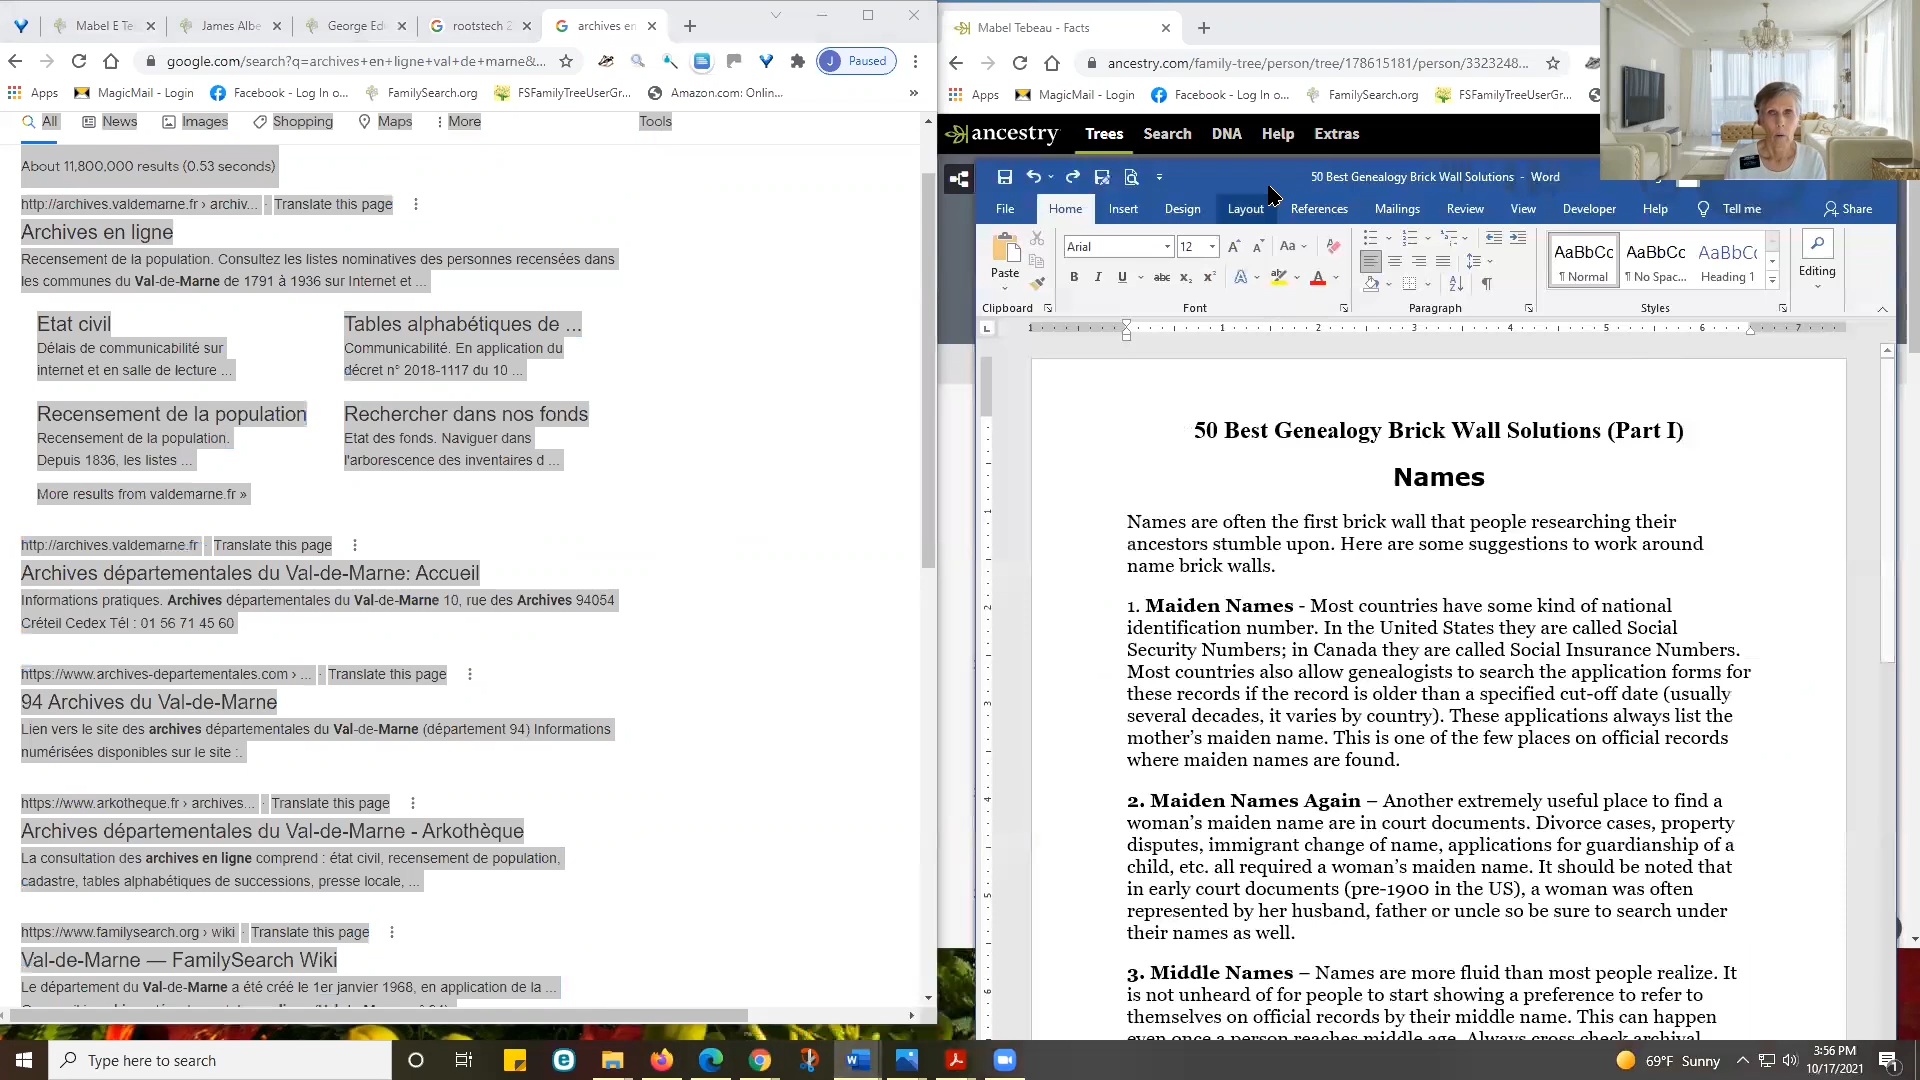 Mabel E Te
James Albe
George Edw
rootstech 2
archives en
google.com/search?q=archives+en+ligne+val+de+marne&...
J Paused
Apps
MagicMail - Login
Facebook - Log In o...
FamilySearch.org
FSFamilyTreeUserGr...
Amazon.com: Onlin...
»
All
News
Images
Shopping
Maps
More
Tools
About 11,800,000 results (0.53 seconds)
http://archives.valdemarne.fr › archiv... · Translate this page
Archives en ligne
Recensement de la population. Consultez les listes nominatives des personnes recensées dans
les communes du Val-de-Marne de 1791 à 1936 sur Internet et ...
Etat civil
Délais de communicabilité sur
internet et en salle de lecture ...
Tables alphabétiques de ...
Communicabilité. En application du
décret n° 2018-1117 du 10 ...
Recensement de la population
Recensement de la population.
Depuis 1836, les listes ...
Rechercher dans nos fonds
Etat des fonds. Naviguer dans
l'arborescence des inventaires d ...
More results from valdemarne.fr »
http://archives.valdemarne.fr · Translate this page
Archives départementales du Val-de-Marne: Accueil
Informations pratiques. Archives départementales du Val-de-Marne 10, rue des Archives 94054
Créteil Cedex Tél : 01 56 71 45 60
https://www.archives-departementales.com › ... · Translate this page
94 Archives du Val-de-Marne
Lien vers le site des archives départementales du Val-de-Marne (département 94) Informations
numérisées disponibles sur le site :.
https://www.arkotheque.fr › archives... · Translate this page
Archives départementales du Val-de-Marne - Arkothèque
La consultation des archives en ligne comprend : état civil, recensement de population,
cadastre, tables alphabétiques de successions, presse locale, ...
https://www.familysearch.org › wiki · Translate this page
Val-de-Marne — FamilySearch Wiki
Le département du Val-de-Marne a été créé le 1er janvier 1968, en application de la ...
Mabel Tebeau - Facts
ancestry.com/family-tree/person/tree/178615181/person/3323248...
Apps
MagicMail - Login
Facebook - Log In o...
FamilySearch.org
FSFamilyTreeUserGr...
ancestry
Trees
Search
DNA
Help
Extras
50 Best Genealogy Brick Wall Solutions - Word
File
Home
Insert
Design
Layout
References
Mailings
Review
View
Developer
Help
Tell me
Share
Paste
Arial
12
Aa
B I U abc x₂ x²
AaBbCc
¶ Normal
AaBbCc
¶ No Spac...
AaBbCc
Heading 1
Editing
Clipboard
Font
Paragraph
Styles
1 1 2 3 4 5 6 7
50 Best Genealogy Brick Wall Solutions (Part I)
Names
Names are often the first brick wall that people researching their
ancestors stumble upon. Here are some suggestions to work around
name brick walls.
1. Maiden Names - Most countries have some kind of national
identification number. In the United States they are called Social
Security Numbers; in Canada they are called Social Insurance Numbers.
Most countries also allow genealogists to search the application forms for
these records if the record is older than a specified cut-off date (usually
several decades, it varies by country). These applications always list the
mother's maiden name. This is one of the few places on official records
where maiden names are found.
2. Maiden Names Again – Another extremely useful place to find a
woman's maiden name are in court documents. Divorce cases, property
disputes, immigrant change of name, applications for guardianship of a
child, etc. all required a woman's maiden name. It should be noted that
in early court documents (pre-1900 in the US), a woman was often
represented by her husband, father or uncle so be sure to search under
their names as well.
3. Middle Names – Names are more fluid than most people realize. It
is not unheard of for people to start showing a preference to refer to
themselves on official records by their middle name. This can happen
even once a person reaches middle age. Always cross check archival
Type here to search
69°F Sunny
3:56 PM
10/17/2021
1